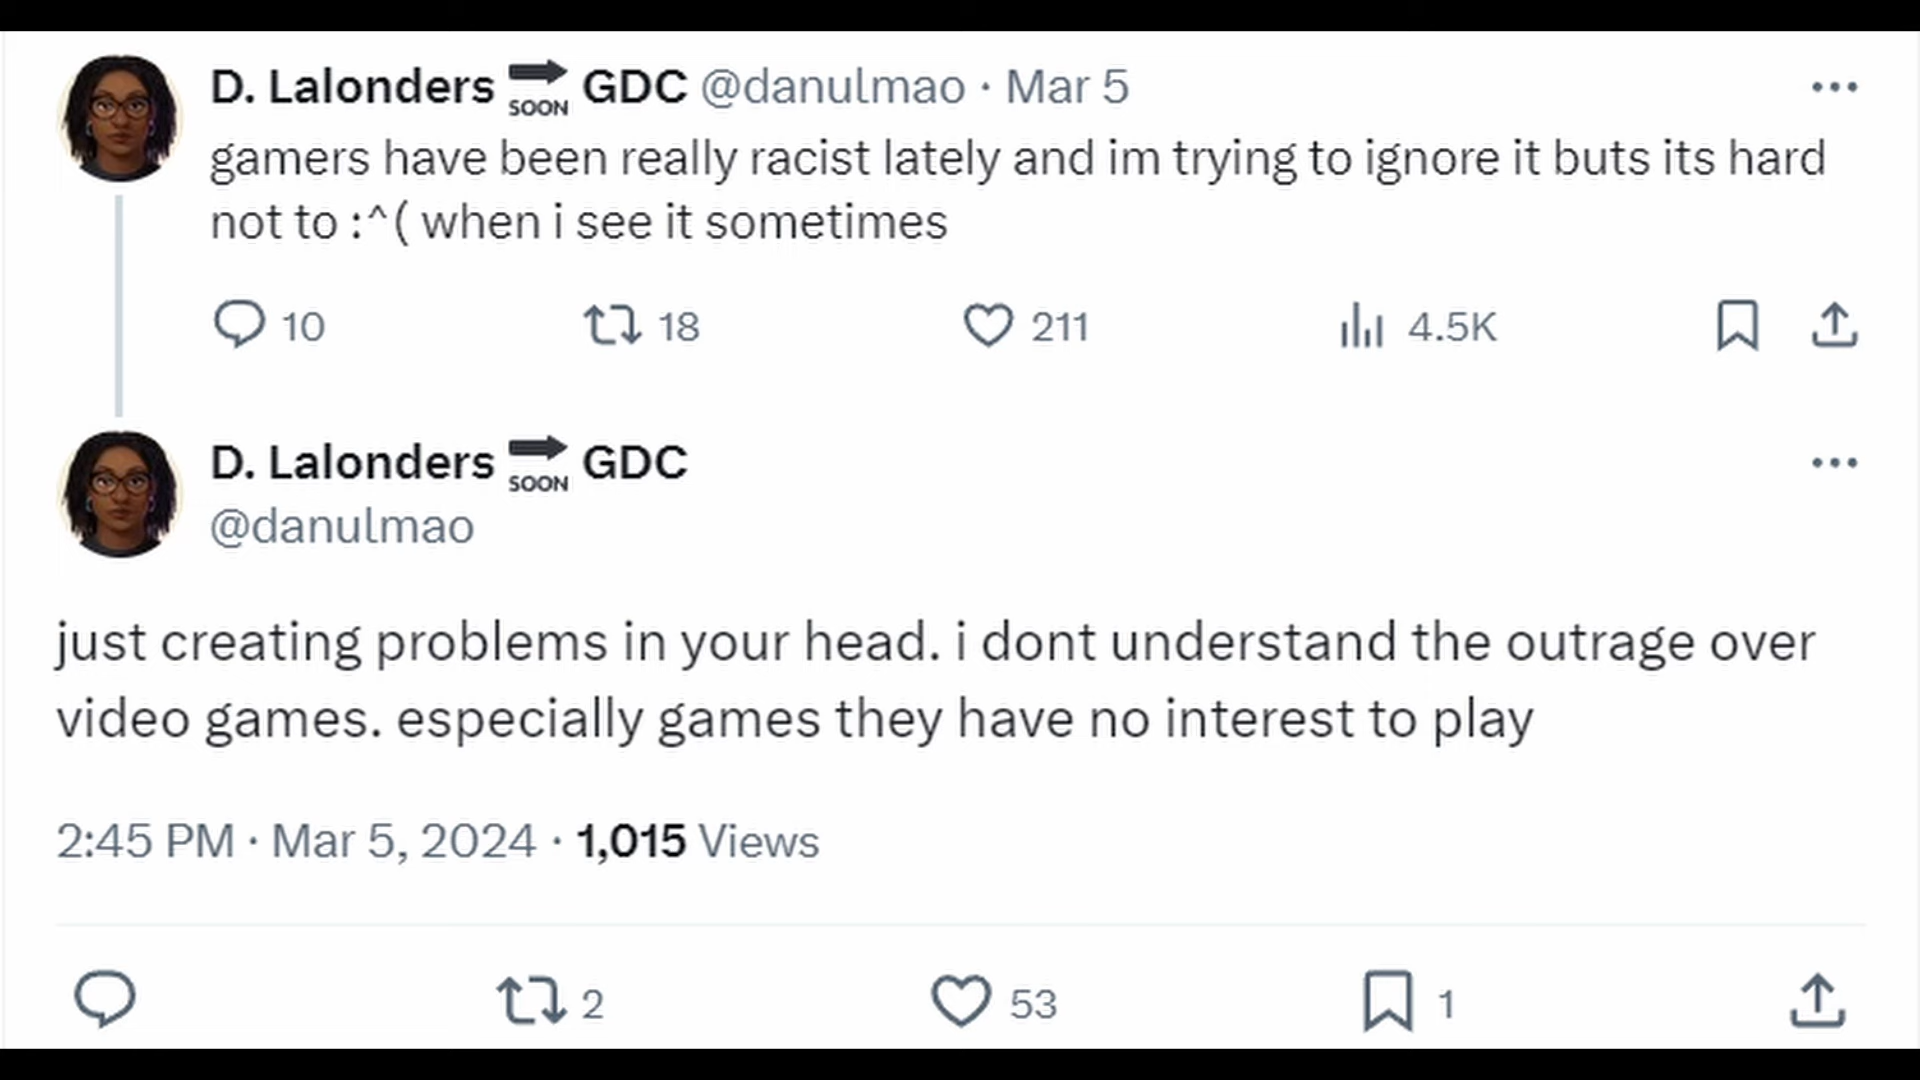 D. Lalonders SOON GDC @danulmao · Mar 5
gamers have been really racist lately and im trying to ignore it buts its hard
not to :^( when i see it sometimes
10 18 211 4.5K
D. Lalonders SOON GDC
@danulmao
just creating problems in your head. i dont understand the outrage over
video games. especially games they have no interest to play
2:45 PM · Mar 5, 2024 · 1,015 Views
2 53 1